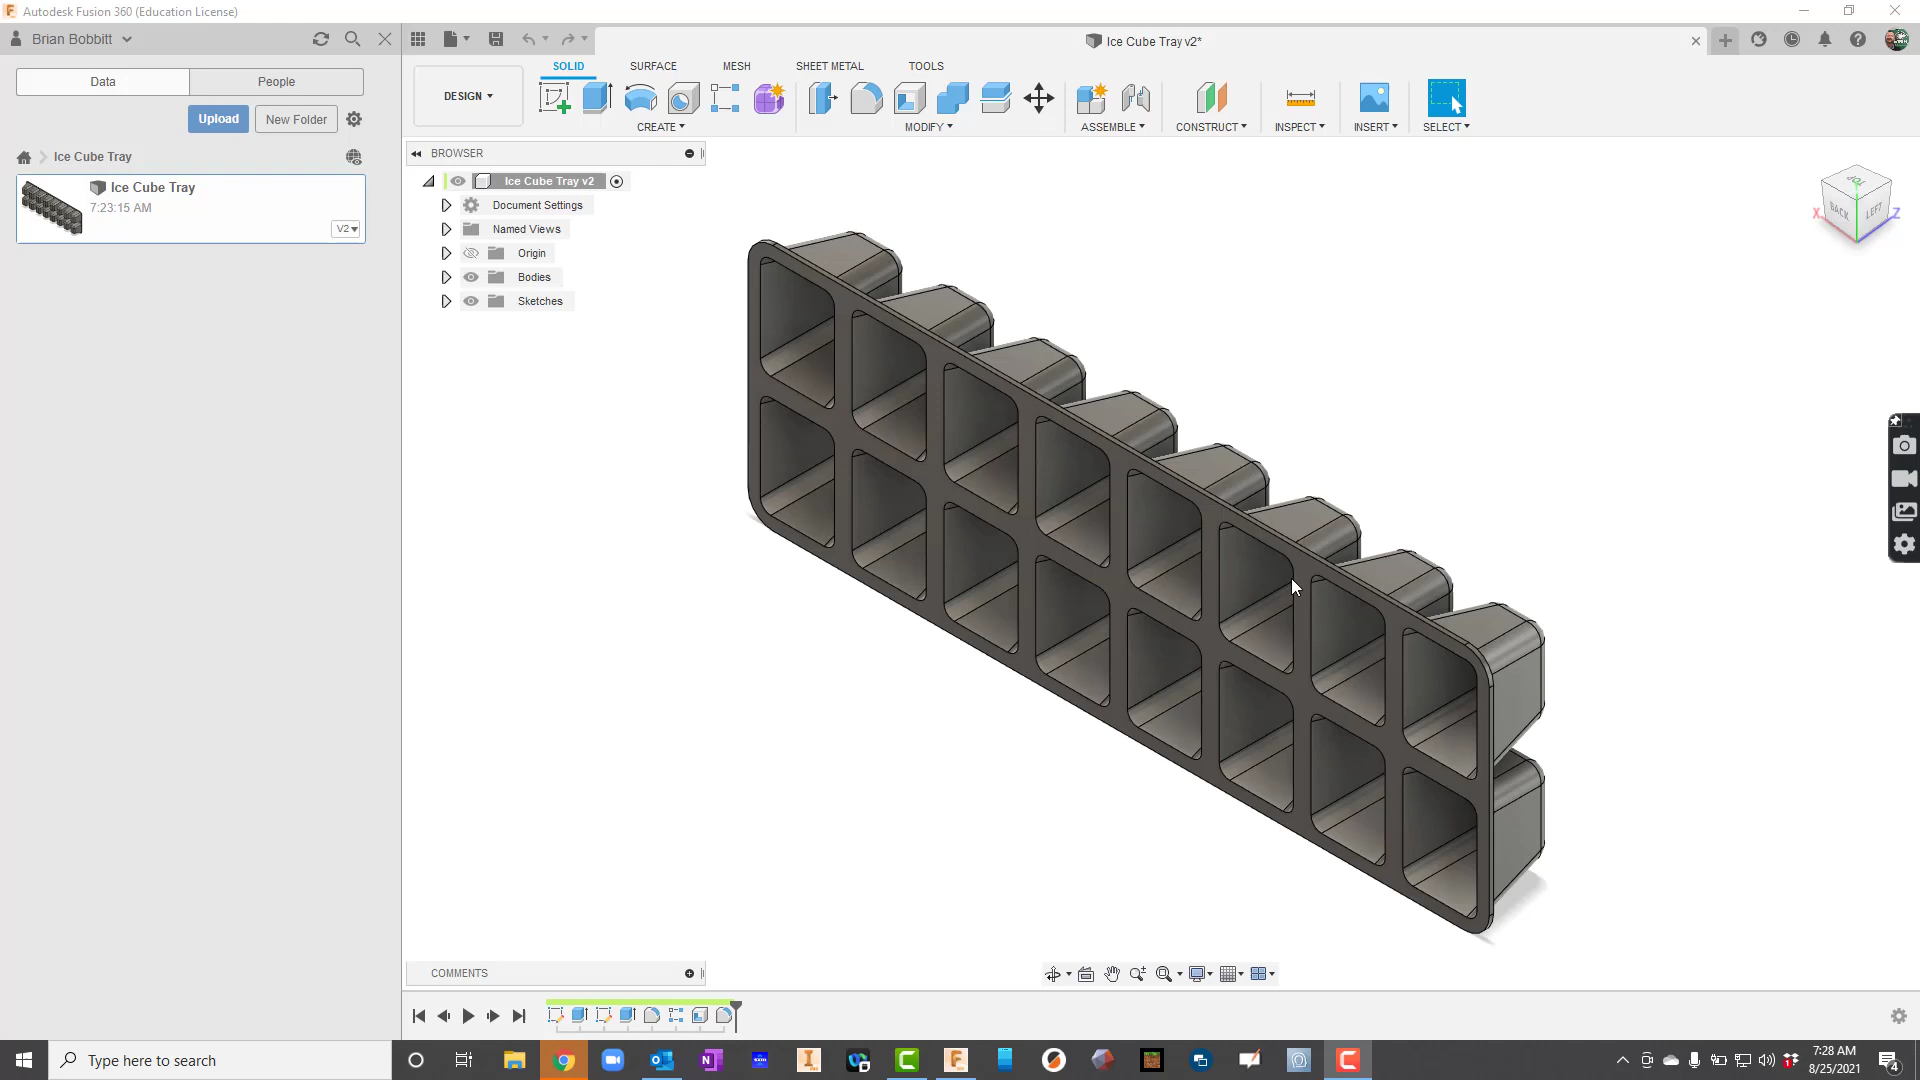 Autodesk Fusion 360 (Education License)
Brian Bobbitt
Ice Cube Tray v2*
Data
People
SOLID
SURFACE
MESH
SHEET METAL
TOOLS
DESIGN
Upload
New Folder
CREATE
MODIFY
ASSEMBLE
CONSTRUCT
INSPECT
INSERT
SELECT
Ice Cube Tray
BROWSER
Ice Cube Tray
7:23:15 AM
V2
Ice Cube Tray v2
Document Settings
Named Views
Origin
Bodies
Sketches
TOP
BACK
LEFT
X
Z
COMMENTS
Type here to search
7:28 AM
8/25/2021
4